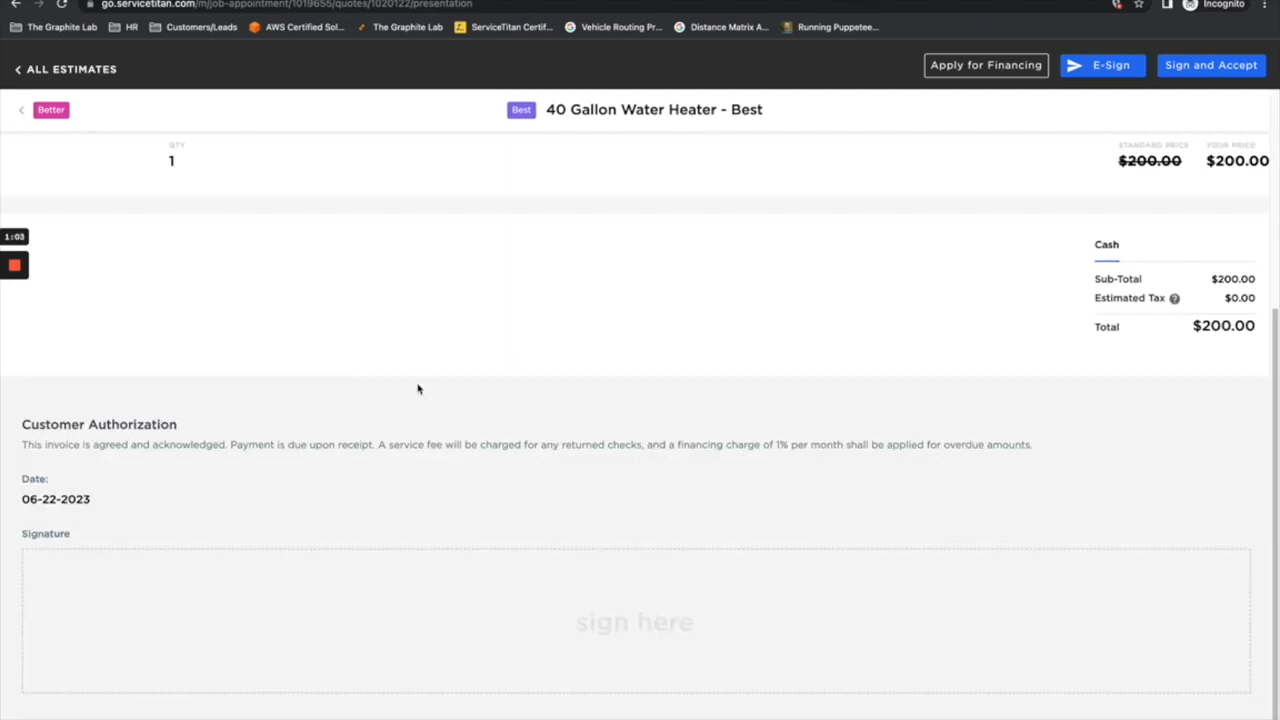 go.servicetitan.com/m/job-appointment/1019655/quotes/1020122/presentation
Incognito
The Graphite Lab HR Customers/Leads AWS Certified Sol... The Graphite Lab ServiceTitan Certif... Vehicle Routing Pr... Distance Matrix A... Running Puppetee...
ALL ESTIMATES Apply for Financing E-Sign Sign and Accept
Better Best 40 Gallon Water Heater - Best
QTY STANDARD PRICE YOUR PRICE
1 $200.00 $200.00
1:03
Cash
Sub-Total $200.00
Estimated Tax ? $0.00
Total $200.00
Customer Authorization
This invoice is agreed and acknowledged. Payment is due upon receipt. A service fee will be charged for any returned checks, and a financing charge of 1% per month shall be applied for overdue amounts.
Date:
06-22-2023
Signature
sign here